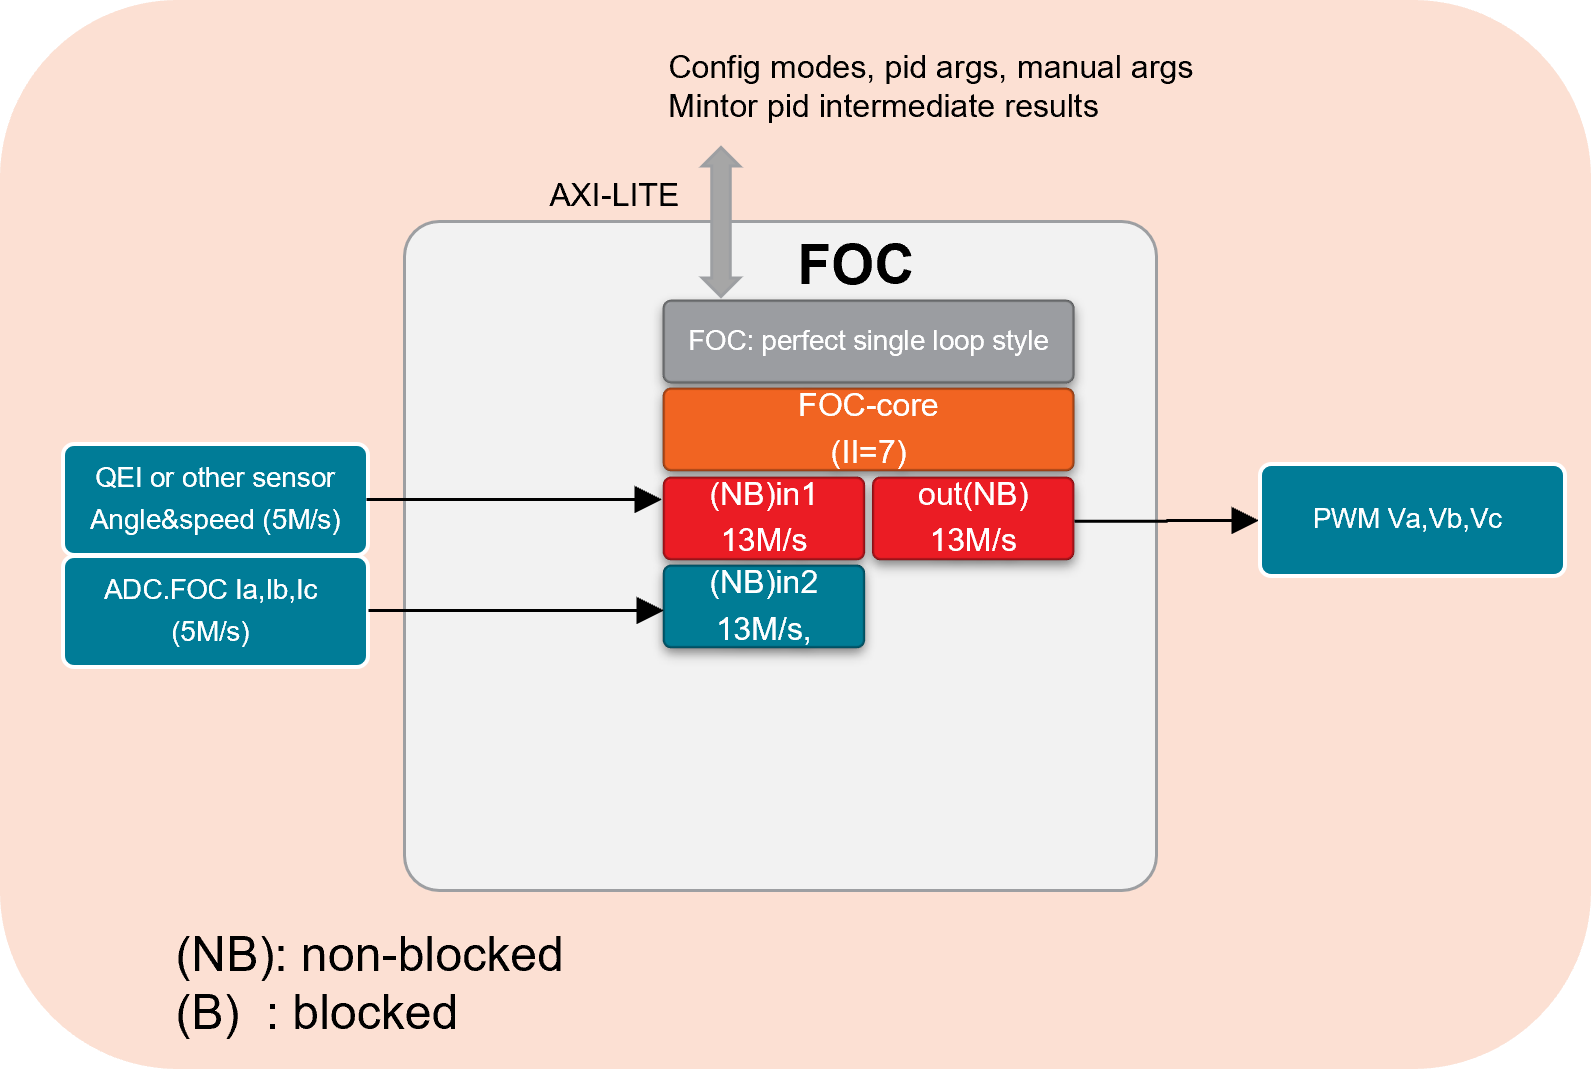 Config modes, pid args, manual args
Mintor pid intermediate results
AXI-LITE
FOC
FOC: perfect single loop style
FOC-core
(II=7)
QEI or other sensor
Angle&speed (5M/s)
(NB)in1
13M/s
out(NB)
13M/s
PWM Va,Vb,Vc
ADC.FOC Ia,Ib,Ic
(5M/s)
(NB)in2
13M/s,
(NB): non-blocked
(B)  : blocked